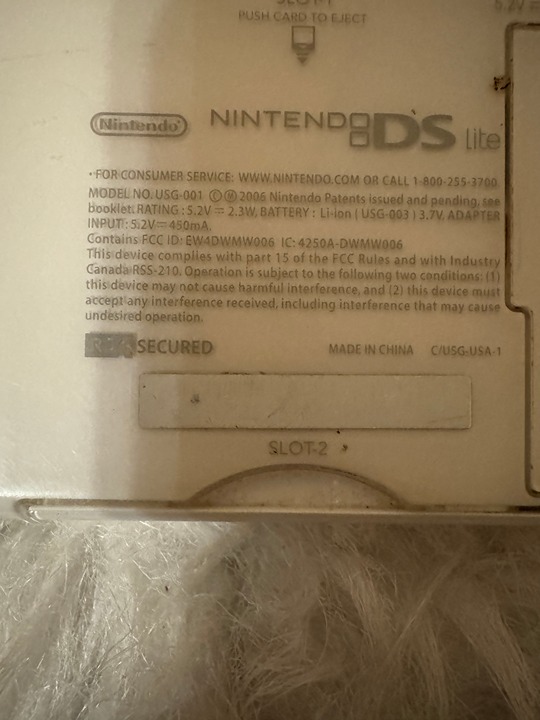 SLOT-1
PUSH CARD TO EJECT
5.2V
Nintendo
NINTENDO DS Lite
•FOR CONSUMER SERVICE: WWW.NINTENDO.COM OR CALL 1-800-255-3700
MODEL NO. USG-001 ©Ⓜ 2006 Nintendo Patents issued and pending, see
booklet. RATING : 5.2V⎓ 2.3W, BATTERY : Li-ion ( USG-003 ) 3.7V, ADAPTER
INPUT : 5.2V⎓ 450mA.
Contains FCC ID: EW4DWMW006 IC: 4250A-DWMW006
This device complies with part 15 of the FCC Rules and with Industry
Canada RSS-210. Operation is subject to the following two conditions: (1)
this device may not cause harmful interference, and (2) this device must
accept any interference received, including interference that may cause
undesired operation.
RSA SECURED
MADE IN CHINA C/USG-USA-1
SLOT-2